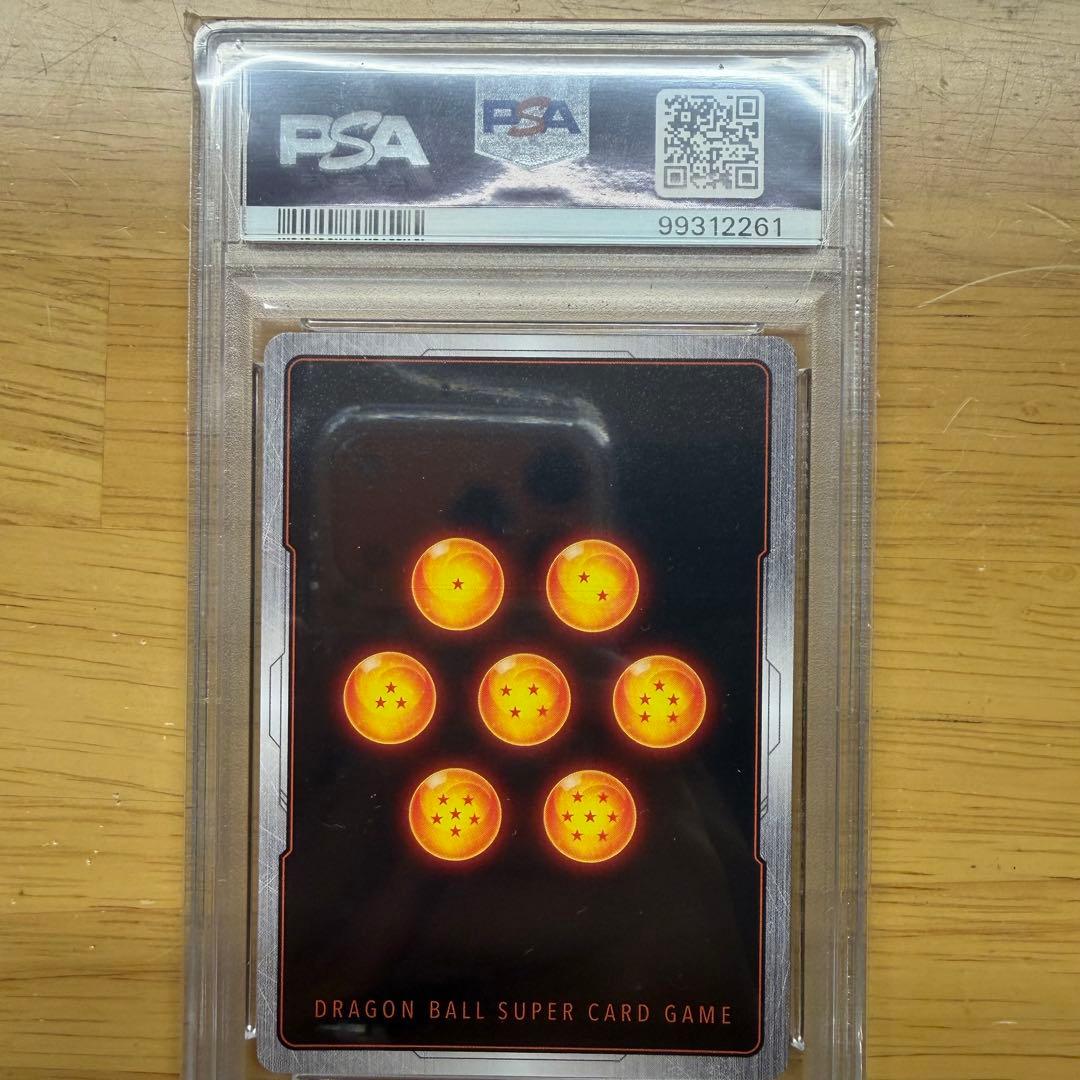 PSA
PSA
99312261
DRAGON BALL SUPER CARD GAME